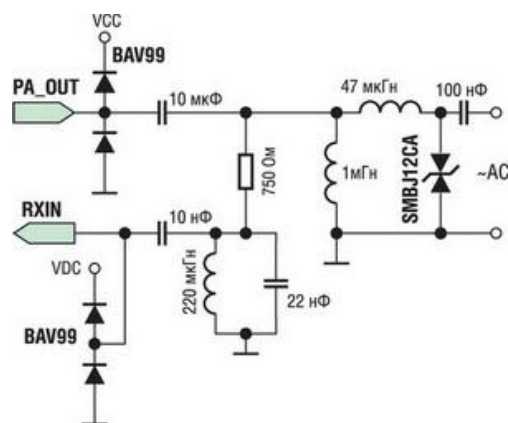 VCC
BAV99
PA_OUT
10 мкФ
47 мкГн
100 нФ
750 Ом
1мГн
SMBJ12CA
~AC
RXIN
10 нФ
VDC
220 мкГн
22 нФ
BAV99